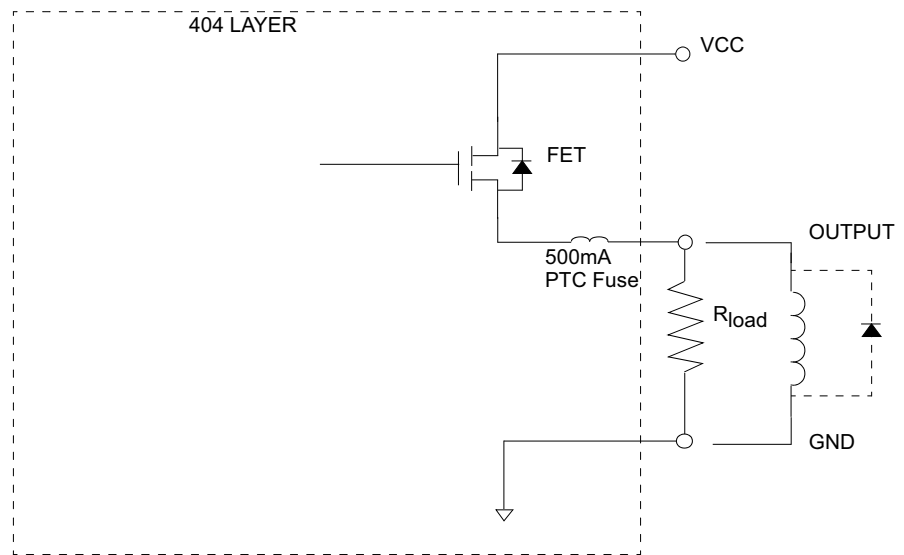 404 LAYER
VCC
FET
OUTPUT
500mA
PTC Fuse
Rload
GND